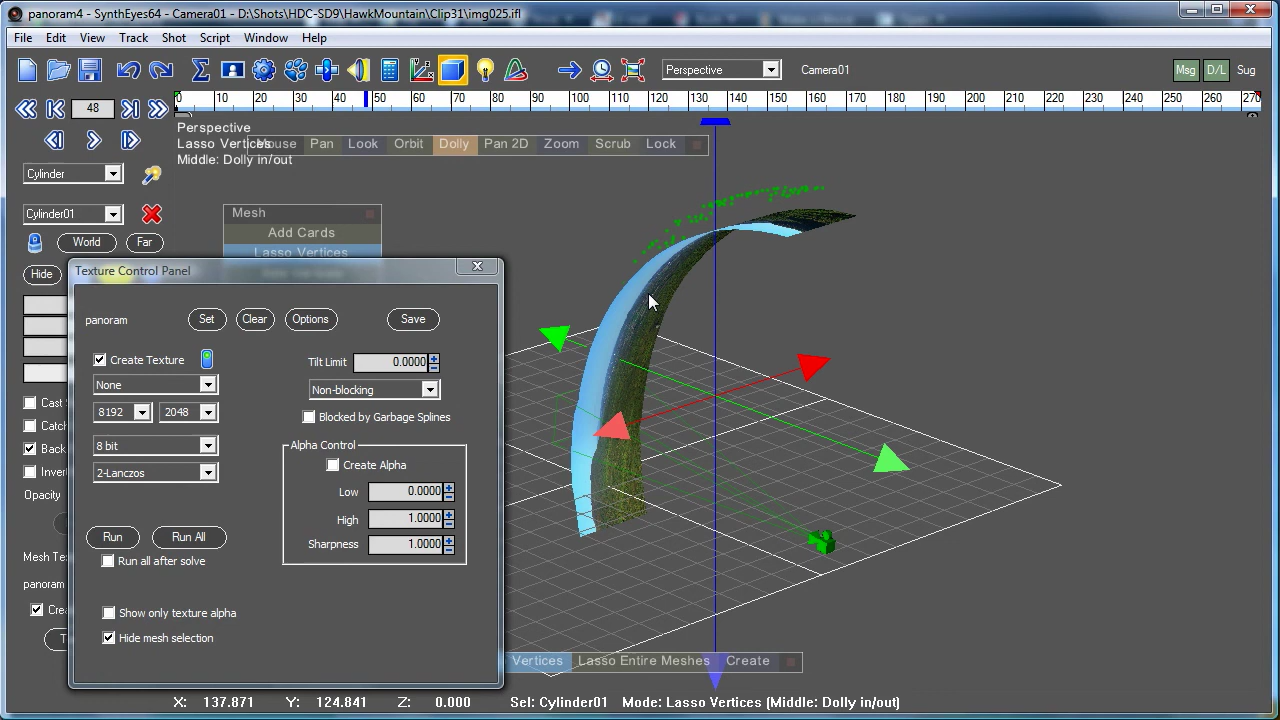 panoram4 - SynthEyes64 - Camera01 - D:\Shots\HDC-SD9\HawkMountain\Clip31\img025.ifl
File Edit View Track Shot Script Window Help
Perspective Camera01 Msg D/L Sug
48 0 10 20 30 40 50 60 70 80 90 100 110 120 130 140 150 160 170 180 190 200 210 220 230 240 250 260 270
Perspective
Lasso Vertices Mouse Pan Look Orbit Dolly Pan 2D Zoom Scrub Lock
Middle: Dolly in/out
Cylinder
Cylinder01 Mesh
Add Cards
World Far Lasso Vertices
Hide Texture Control Panel
panoram Set Clear Options Save
Create Texture Tilt Limit 0.0000
None Non-blocking
Cast
Catch 8192 2048 Blocked by Garbage Splines
Back 8 bit Alpha Control
Inver 2-Lanczos Create Alpha
Opacity Low 0.0000
High 1.0000
Run Run All Sharpness 1.0000
Mesh Te Run all after solve
panoram
Crea Show only texture alpha
T Hide mesh selection
Vertices Lasso Entire Meshes Create
X: 137.871 Y: 124.841 Z: 0.000 Sel: Cylinder01 Mode: Lasso Vertices (Middle: Dolly in/out)